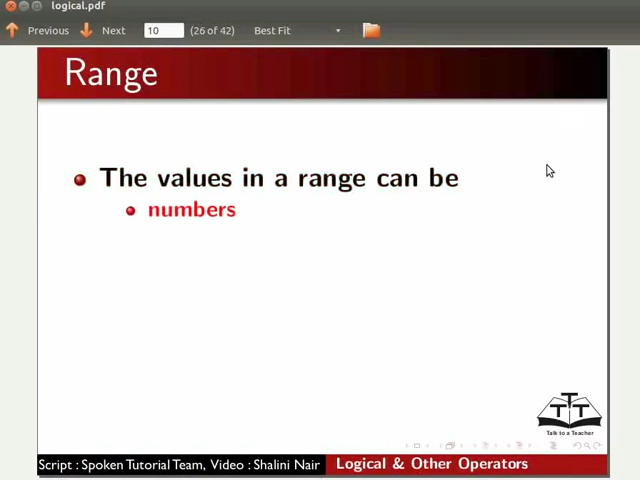 logical.pdf
Previous Next 10 (26 of 42) Best Fit
Range
The values in a range can be
numbers
T
T T
Talk to a Teacher
Script : Spoken Tutorial Team, Video : Shalini Nair Logical & Other Operators